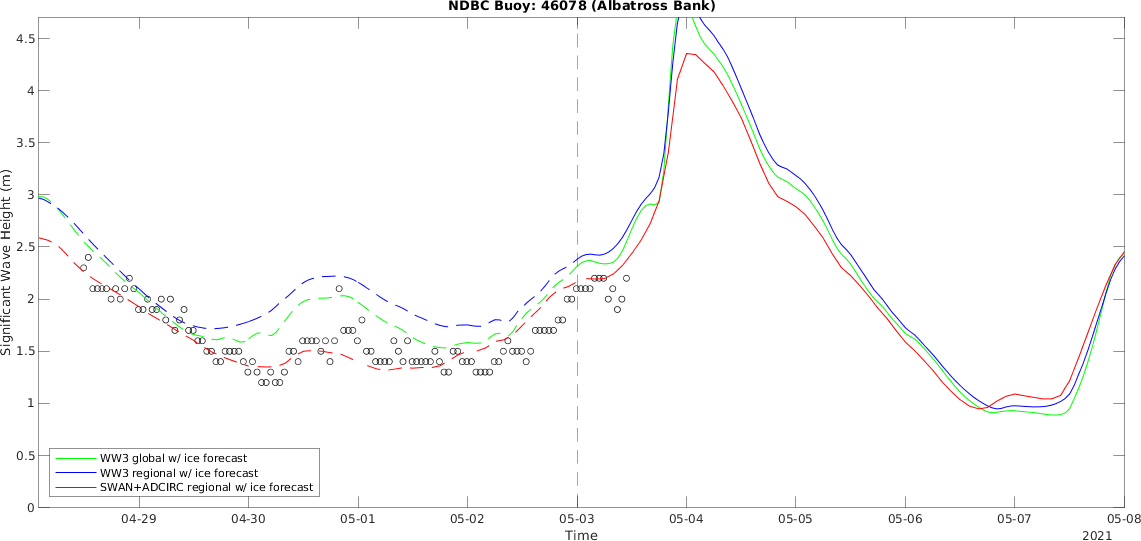 NDBC Buoy: 46078 (Albatross Bank)
4.5
4
3.5
3
2.5
2
1.5
1
0.5
0
Significant Wave Height (m)
WW3 global w/ ice forecast
WW3 regional w/ ice forecast
SWAN+ADCIRC regional w/ ice forecast
04-29 04-30 05-01 05-02 05-03 05-04 05-05 05-06 05-07 05-08
Time
2021